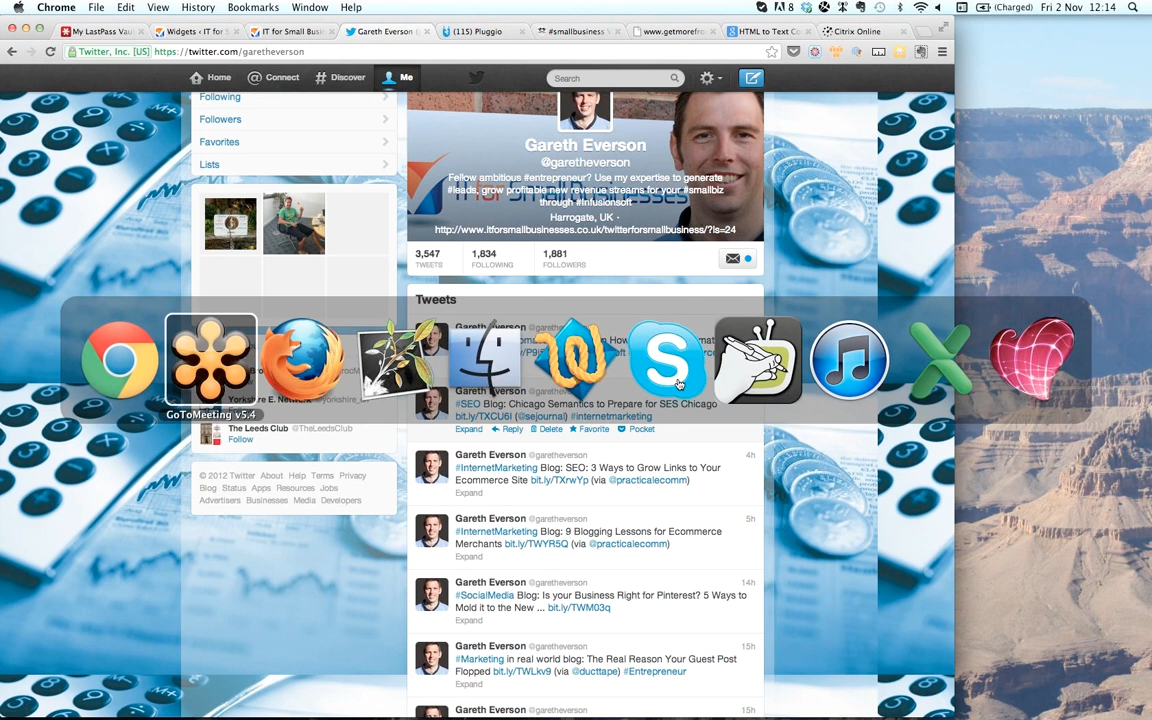 Chrome File Edit View History Bookmarks Window Help
8 (Charged) Fri 2 Nov 12:14
My LastPass Vau
Widgets ‹ IT for S
IT for Small Busi
Gareth Everson (
(115) Pluggio
#smallbusiness
www.getmorefro
HTML to Text Co
Citrix Online
Twitter, Inc. [US] https://twitter.com/garetheverson
Home Connect Discover Me
Search
Following
Followers
Favorites
Lists
Gareth Everson
@garetheverson
Fellow ambitious #entrepreneur? Use my expertise to generate
#leads, grow profitable new revenue streams for your #smallbiz
through #Infusionsoft
Harrogate, UK ·
http://www.itforsmallbusinesses.co.uk/twitterforsmallbusiness/?ls=24
3,547 1,834 1,881
TWEETS FOLLOWING FOLLOWERS
Tweets
GoToMeeting v5.4
The Leeds Club @TheLeedsClub
Follow
© 2012 Twitter About Help Terms Privacy
Blog Status Apps Resources Jobs
Advertisers Businesses Media Developers
#SEO Blog: Chicago Semantics to Prepare for SES Chicago
bit.ly/TXCU6I (@sejournal) #internetmarketing
Expand Reply Delete Favorite Pocket
Gareth Everson @garetheverson 4h
#InternetMarketing Blog: SEO: 3 Ways to Grow Links to Your
Ecommerce Site bit.ly/TXrwYp (via @practicalecomm)
Expand
Gareth Everson @garetheverson 5h
#InternetMarketing Blog: 9 Blogging Lessons for Ecommerce
Merchants bit.ly/TWYR5Q (via @practicalecomm)
Expand
Gareth Everson @garetheverson 14h
#SocialMedia Blog: Is your Business Right for Pinterest? 5 Ways to
Mold it to the New ... bit.ly/TWM03q
Expand
Gareth Everson @garetheverson 15h
#Marketing in real world blog: The Real Reason Your Guest Post
Flopped bit.ly/TWLkv9 (via @ducttape) #Entrepreneur
Expand
Gareth Everson @garetheverson 15h